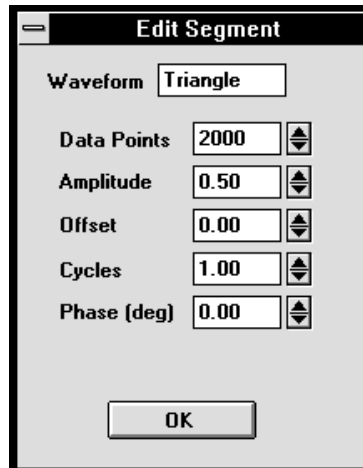 Edit Segment
Waveform Triangle
Data Points 2000
Amplitude 0.50
Offset 0.00
Cycles 1.00
Phase (deg) 0.00
OK